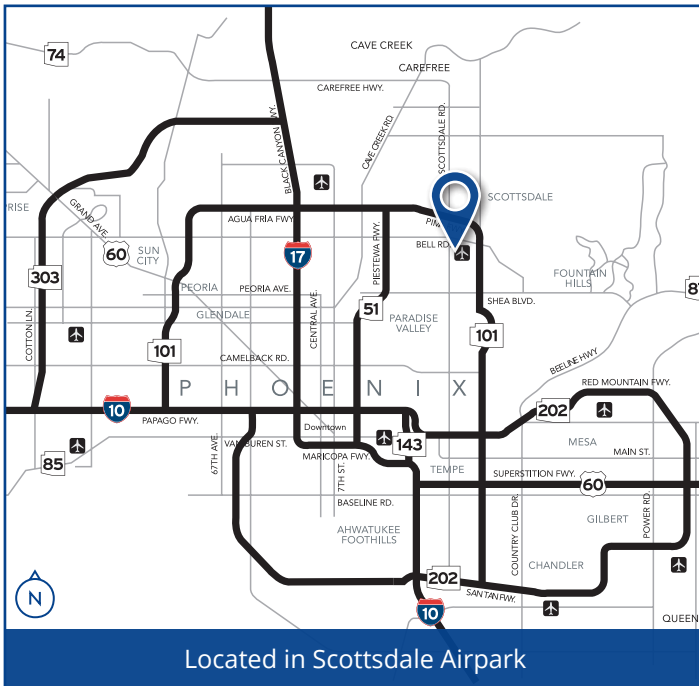 74
CAVE CREEK
CAREFREE
CAREFREE HWY.
BLACK CANYON FWY.
CAVE CREEK RD.
SCOTTSDALE RD.
SCOTTSDALE
PRISE
GRAND AVE.
AGUA FRIA FWY.
BELL RD.
60
SUN
CITY
17
PIESTEWA FWY.
FOUNTAIN
HILLS
303
PEORIA
PEORIA AVE.
SHEA BLVD.
GLENDALE
CENTRAL AVE.
51
PARADISE
VALLEY
COTTON LN.
101
101
BEELINE HWY
CAMELBACK RD.
PHOENIX
RED MOUNTAIN FWY.
10
PAPAGO FWY.
202
Downtown
VAN BUREN ST.
143
MESA
MAIN ST.
85
67TH AVE.
MARICOPA FWY.
7TH ST.
TEMPE
SUPERSTITION FWY.
60
BASELINE RD.
COUNTRY CLUB DR.
POWER RD.
GILBERT
AHWATUKEE
FOOTHILLS
CHANDLER
202
SANTAN FWY.
N
10
QUEEN
Located in Scottsdale Airpark